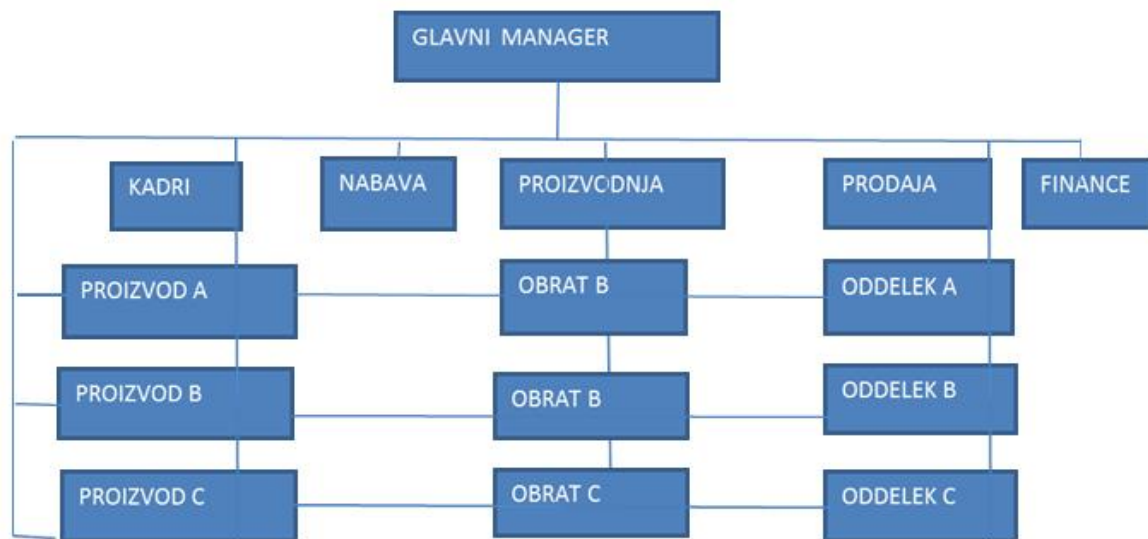 GLAVNI MANAGER
KADRI
NABAVA
PROIZVODNJA
PRODAJA
FINANCE
PROIZVOD A
OBRAT B
ODDELEK A
PROIZVOD B
OBRAT B
ODDELEK B
PROIZVOD C
OBRAT C
ODDELEK C